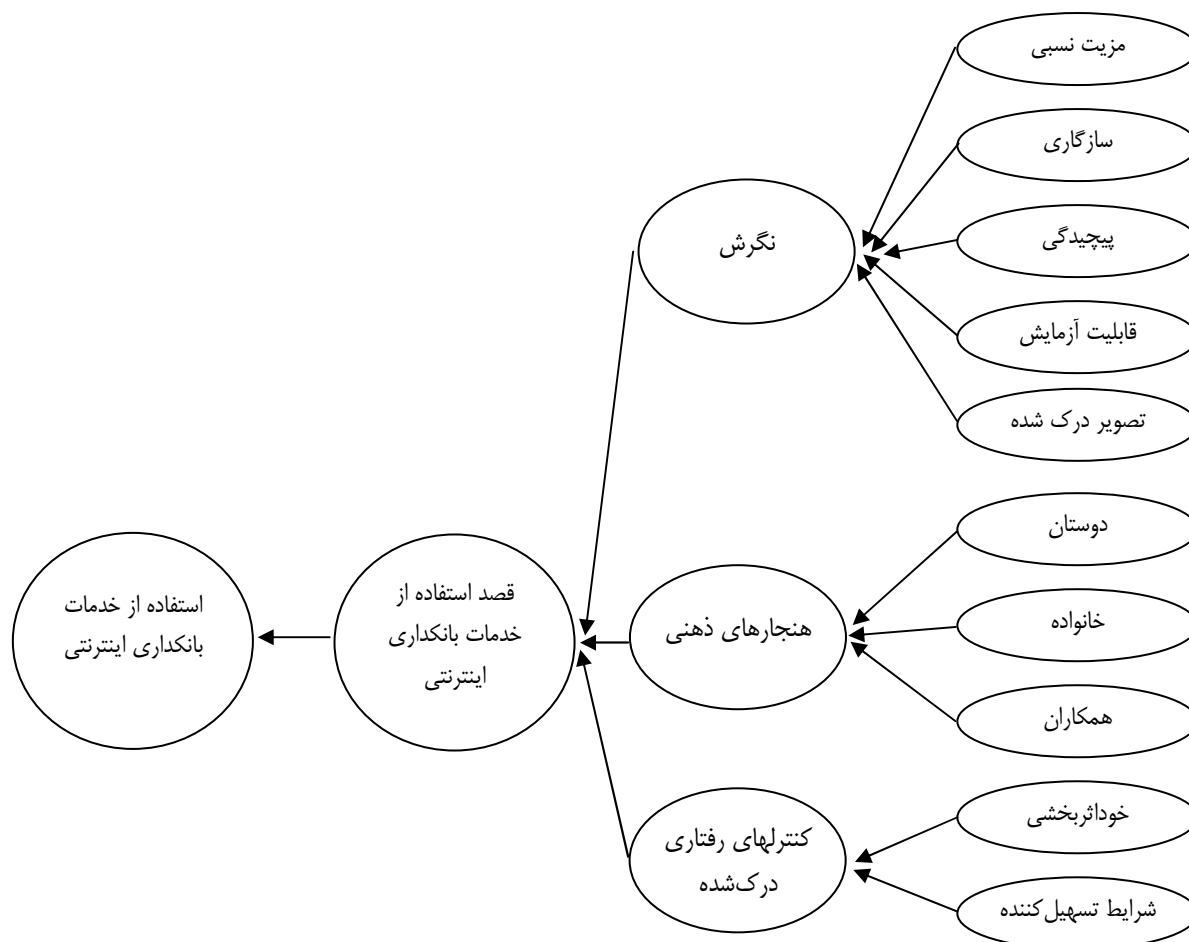 مزیت نسبی
سازگاری
پیچیدگی
قابلیت آزمایش
تصویر درک شده
نگرش
دوستان
خانواده
همکاران
هنجارهای ذهنی
خوداثربخشی
شرایط تسهیل‌کننده
کنترلهای رفتاری
درک‌شده
قصد استفاده از
خدمات بانکداری
اینترنتی
استفاده از خدمات
بانکداری اینترنتی